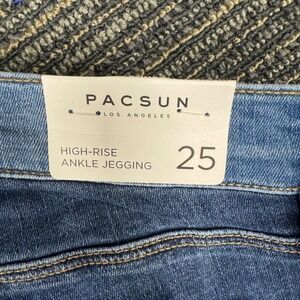 PACSUN
LOS ANGELES
HIGH-RISE
ANKLE JEGGING
25